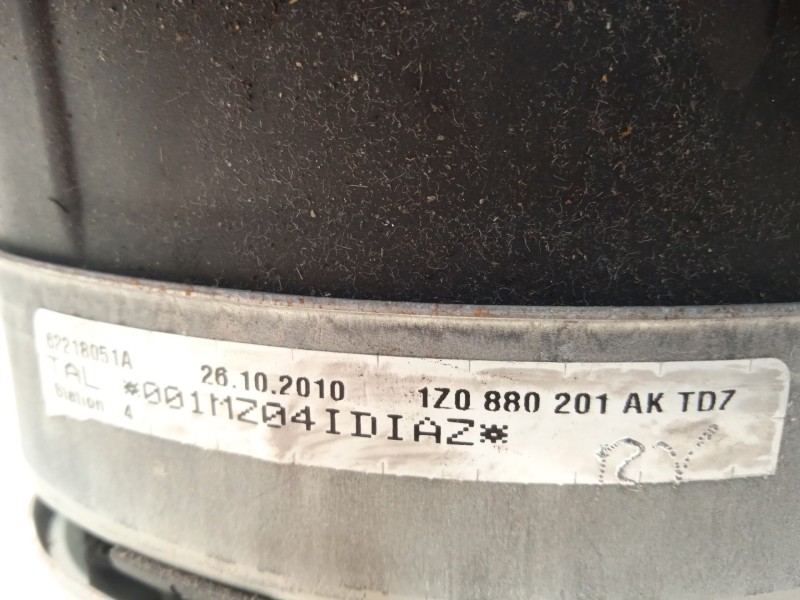 62218051A 26.10.2010 1Z0 880 201 AK TD7
TAL *001MZ04IDIAZ*
Station 4